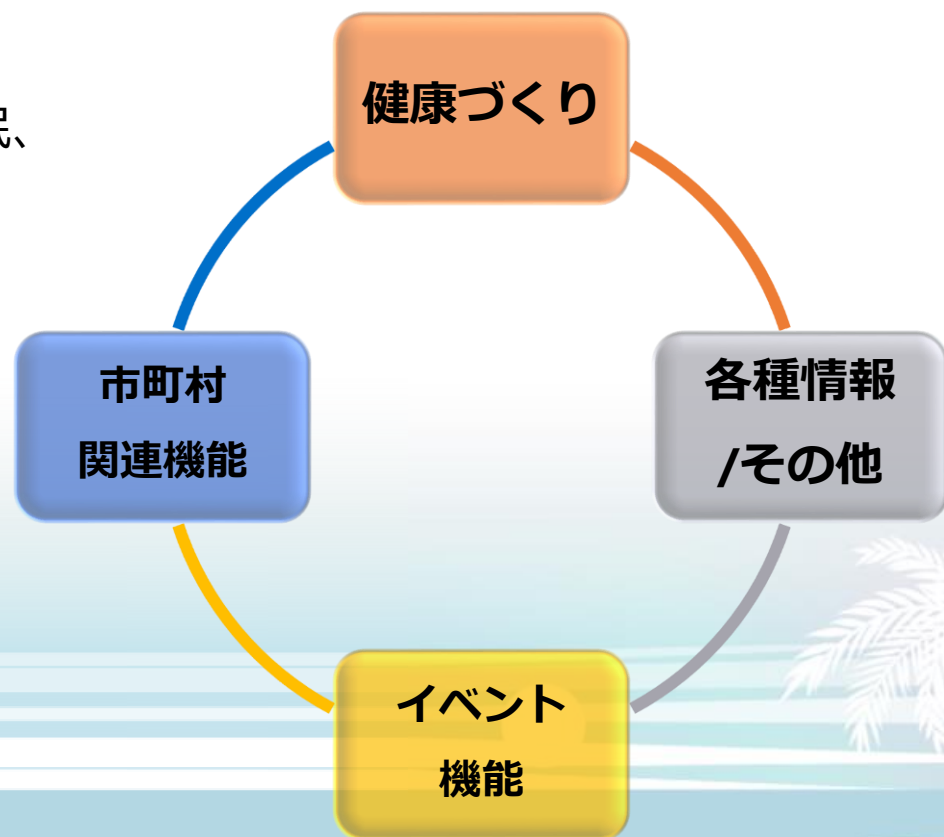 民、
健康づくり
市町村
関連機能
各種情報
/その他
イベント
機能